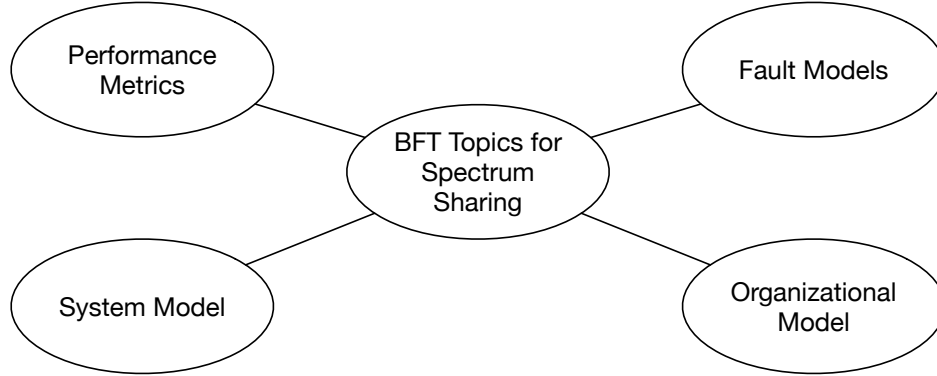 Performance
Metrics
Fault Models
BFT Topics for
Spectrum
Sharing
System Model
Organizational
Model